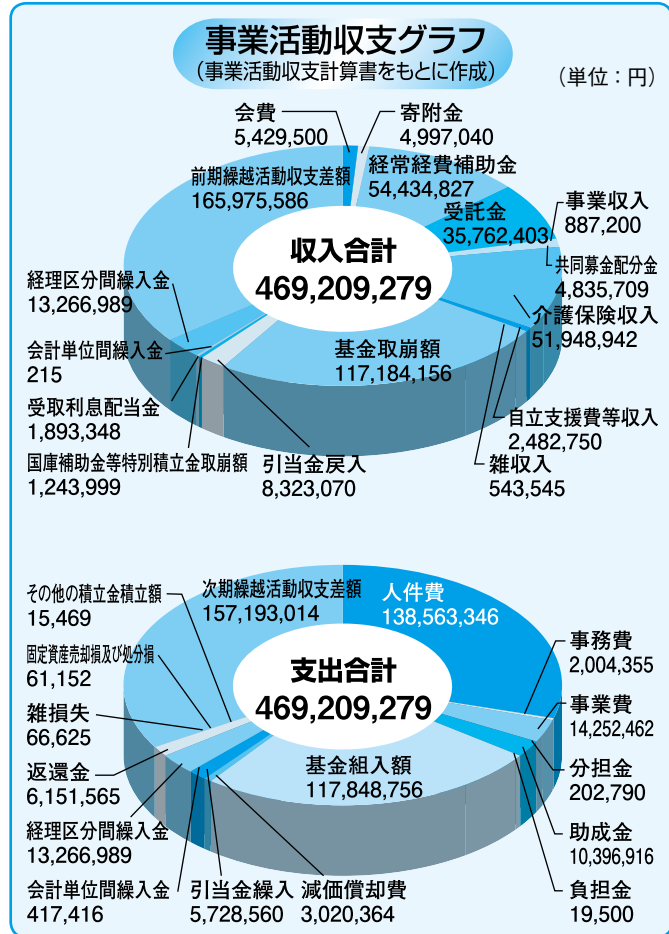 事業活動収支グラフ
(事業活動収支計算書をもとに作成)
(単位：円)
会費
5,429,500
寄附金
4,997,040
経常経費補助金
54,434,827
受託金
35,762,403
事業収入
887,200
共同募金配分金
4,835,709
介護保険収入
51,948,942
自立支援費等収入
2,482,750
雑収入
543,545
基金取崩額
117,184,156
引当金戻入
8,323,070
国庫補助金等特別積立金取崩額
1,243,999
受取利息配当金
1,893,348
会計単位間繰入金
215
経理区分間繰入金
13,266,989
前期繰越活動収支差額
165,975,586
収入合計
469,209,279
人件費
138,563,346
事務費
2,004,355
事業費
14,252,462
分担金
202,790
助成金
10,396,916
負担金
19,500
基金組入額
117,848,756
減価償却費
3,020,364
引当金繰入
5,728,560
会計単位間繰入金
417,416
経理区分間繰入金
13,266,989
返還金
6,151,565
雑損失
66,625
固定資産売却損及び処分損
61,152
その他の積立金積立額
15,469
次期繰越活動収支差額
157,193,014
支出合計
469,209,279